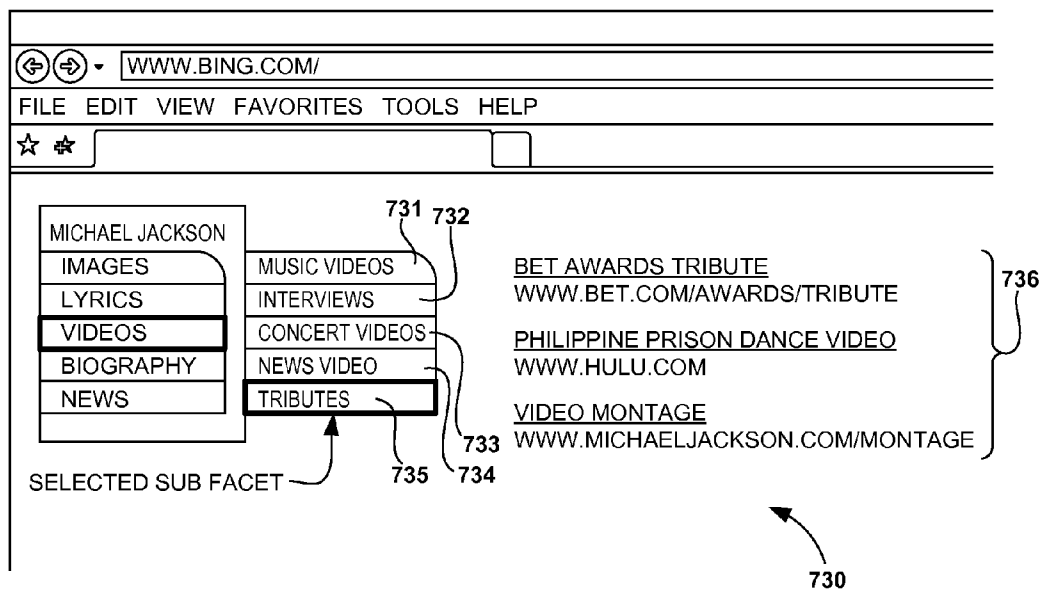 WWW.BING.COM/
FILE EDIT VIEW FAVORITES TOOLS HELP
731
732
MICHAEL JACKSON
IMAGES
LYRICS
VIDEOS
BIOGRAPHY
NEWS
MUSIC VIDEOS
INTERVIEWS
CONCERT VIDEOS
NEWS VIDEO
TRIBUTES
733
735
734
SELECTED SUB FACET
BET AWARDS TRIBUTE
WWW.BET.COM/AWARDS/TRIBUTE
PHILIPPINE PRISON DANCE VIDEO
WWW.HULU.COM
VIDEO MONTAGE
WWW.MICHAELJACKSON.COM/MONTAGE
736
730